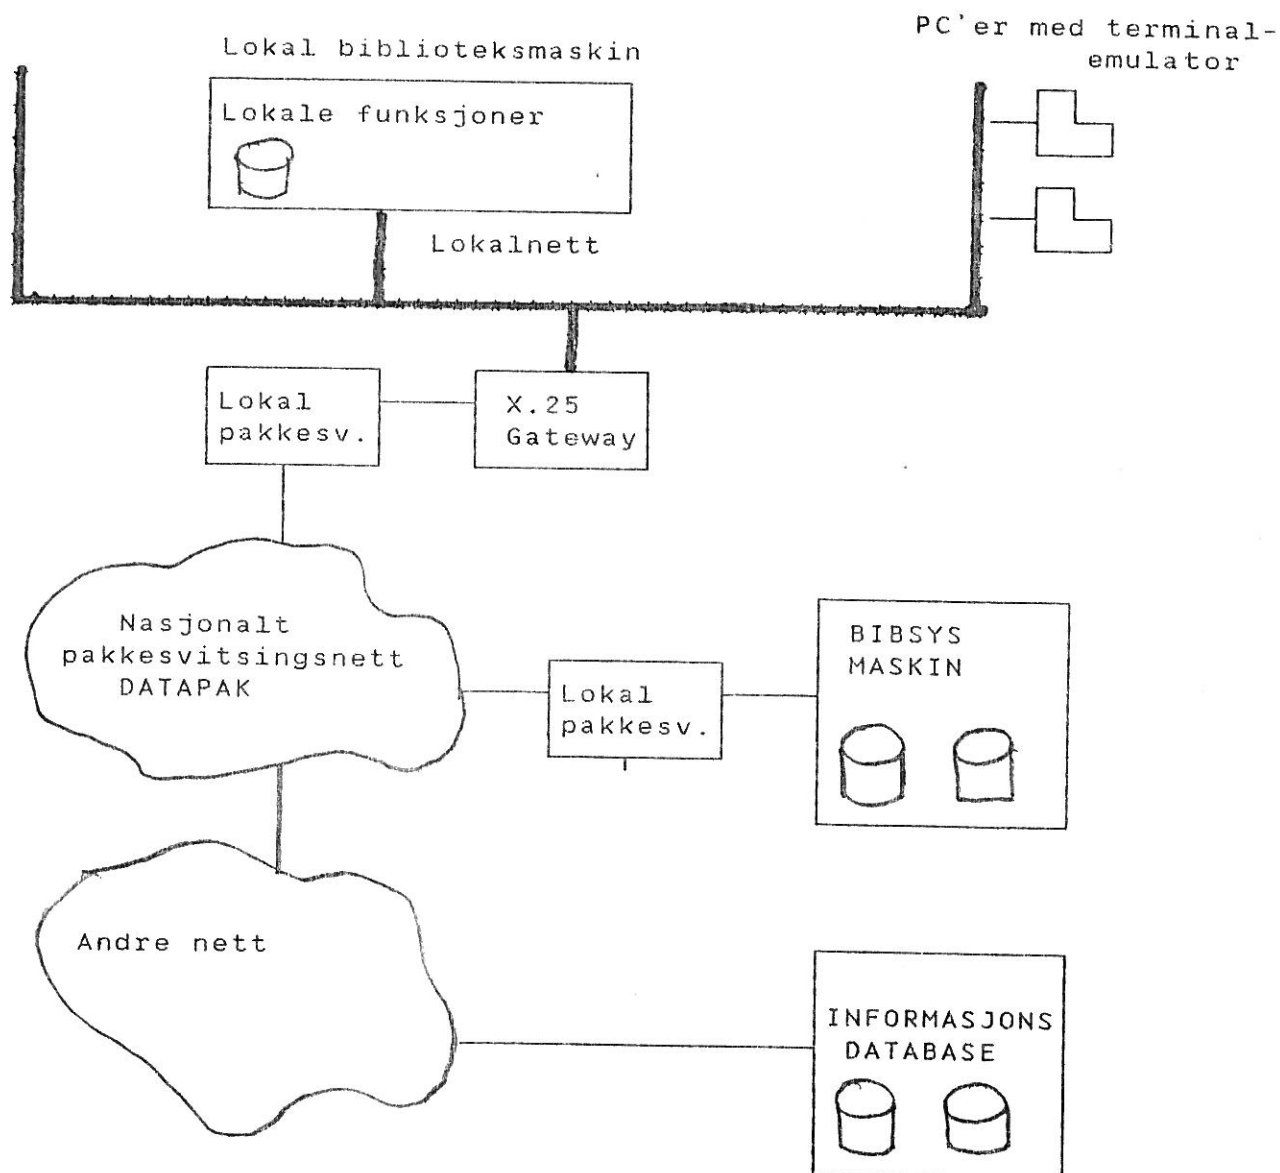 PC'er med terminal-
emulator
Lokal biblioteksmaskin
Lokale funksjoner
Lokalnett
Lokal
pakkesv.
X.25
Gateway
Nasjonalt
pakkesvitsingsnett
DATAPAK
Lokal
pakkesv.
BIBSYS
MASKIN
Andre nett
INFORMASJONS
DATABASE